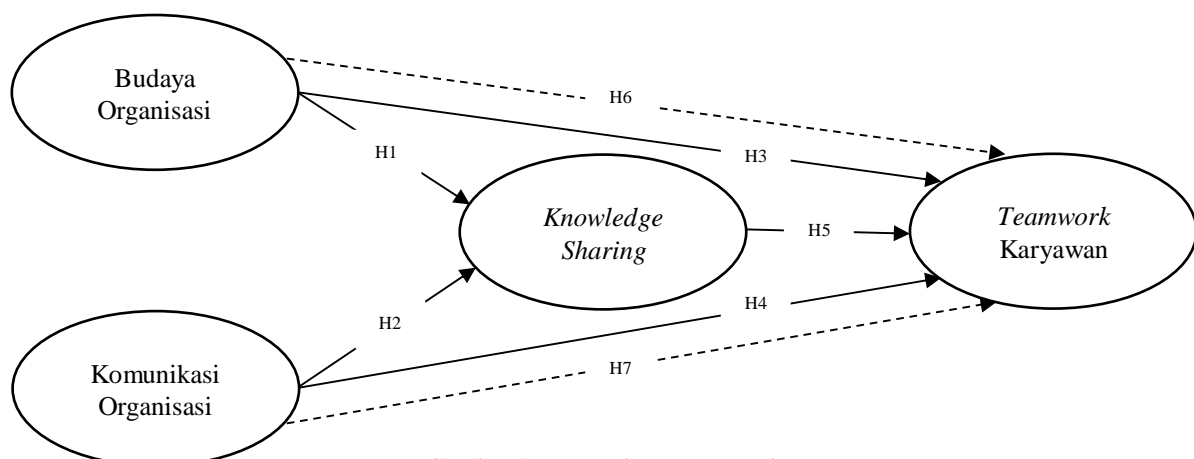 Budaya
Organisasi
H6
H1
H3
Knowledge
Sharing
H5
Teamwork
Karyawan
H2
H4
H7
Komunikasi
Organisasi